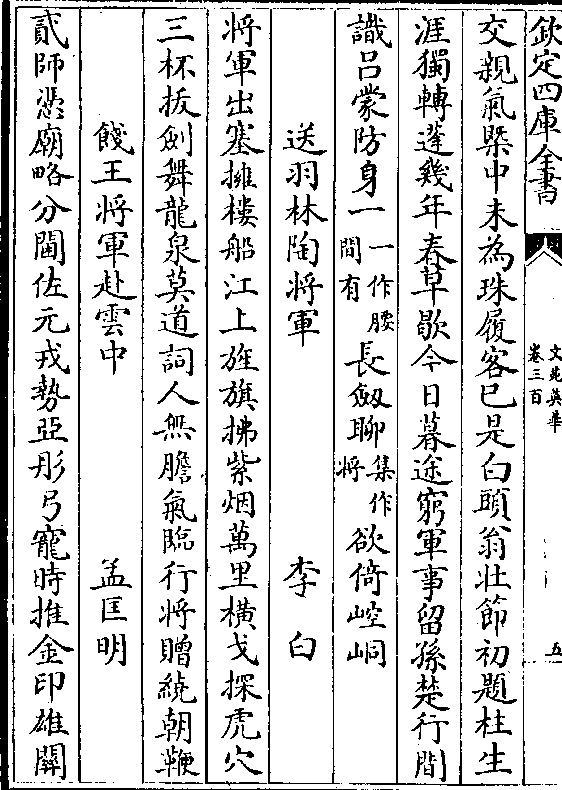 欽定四庫全書
文苑英華
卷三百
五
交親氣槩中未為珠履客已是白頭翁壯節初題柱生
涯獨轉蓬幾年春草歇今日暮途窮軍事留孫楚行間
識呂蒙防身一一作腰間有長劔聊集作將欲倚崆峒
送羽林陶將軍 李白
将軍出塞擁樓船江上旌旗拂紫烟萬里橫戈探虎穴
三杯拔劍舞龍泉莫道詞人無膽氣臨行將贈繞朝鞭
餞王将軍赴雲中 孟匡明
貳師凴廟略分閫佐元戎勢亞彤弓寵時推金印雄關